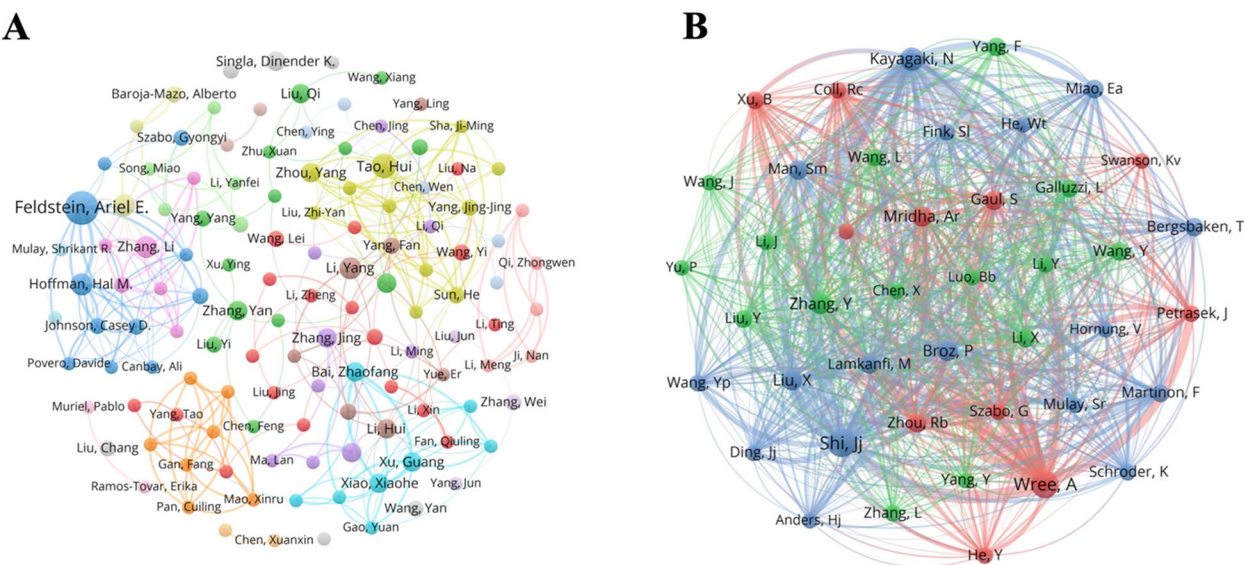 A
Singla, Dinender K.
Wang, Xiang
Baroja-Mazo, Alberto
Liu, Qi
Yang, Ling
Szabo, Gyongyi
Chen, Ying
Chen, Jing
Sha, Ji-Ming
Zhu, Xuan
Song, Miao
Zhou, Yang
Tao, Hui
Liu, Na
Li, Yanfei
Chen, Wen
Feldstein, Ariel E.
Yang, Yang
Liu, Zhi-Yan
Yang, Jing-Jing
Li, Qi
Mulay, Shrikant R.
Zhang, Li
Wang, Lei
Yang, Fan
Wang, Yi
Xu, Ying
Li, Yang
Qi, Zhongwen
Hoffman, Hal M.
Li, Zheng
Sun, He
Zhang, Yan
Johnson, Casey D.
Zhang, Jing
Liu, Jun
Li, Ting
Liu, Yi
Li, Ming
Ji, Nan
Povero, Davide
Canbay, Ali
Bai, Zhaofang
Yue, Er
Li, Meng
Liu, Jing
Muriel, Pablo
Yang, Tao
Li, Xin
Zhang, Wei
Chen, Feng
Li, Hui
Liu, Chang
Fan, Qiuling
Gan, Fang
Ma, Lan
Xu, Guang
Ramos-Tovar, Erika
Xiao, Xiaohe
Yang, Jun
Pan, Cuiling
Mao, Xinru
Wang, Yan
Gao, Yuan
Chen, Xuanxin
B
Yang, F
Kayagaki, N
Xu, B
Coll, Rc
Miao, Ea
Fink, Sl
He, Wt
Wang, L
Man, Sm
Swanson, Kv
Wang, J
Gaul, S
Galluzzi, L
Mridha, Ar
Bergsbaken, T
Li, J
Wang, Y
Yu, P
Luo, Bb
Li, Y
Chen, X
Zhang, Y
Liu, Y
Petrasek, J
Li, X
Hornung, V
Broz, P
Lamkanfi, M
Wang, Yp
Liu, X
Martinon, F
Szabo, G
Mulay, Sr
Zhou, Rb
Shi, Jj
Ding, Jj
Schroder, K
Yang, Y
Wree, A
Zhang, L
Anders, Hj
He, Y